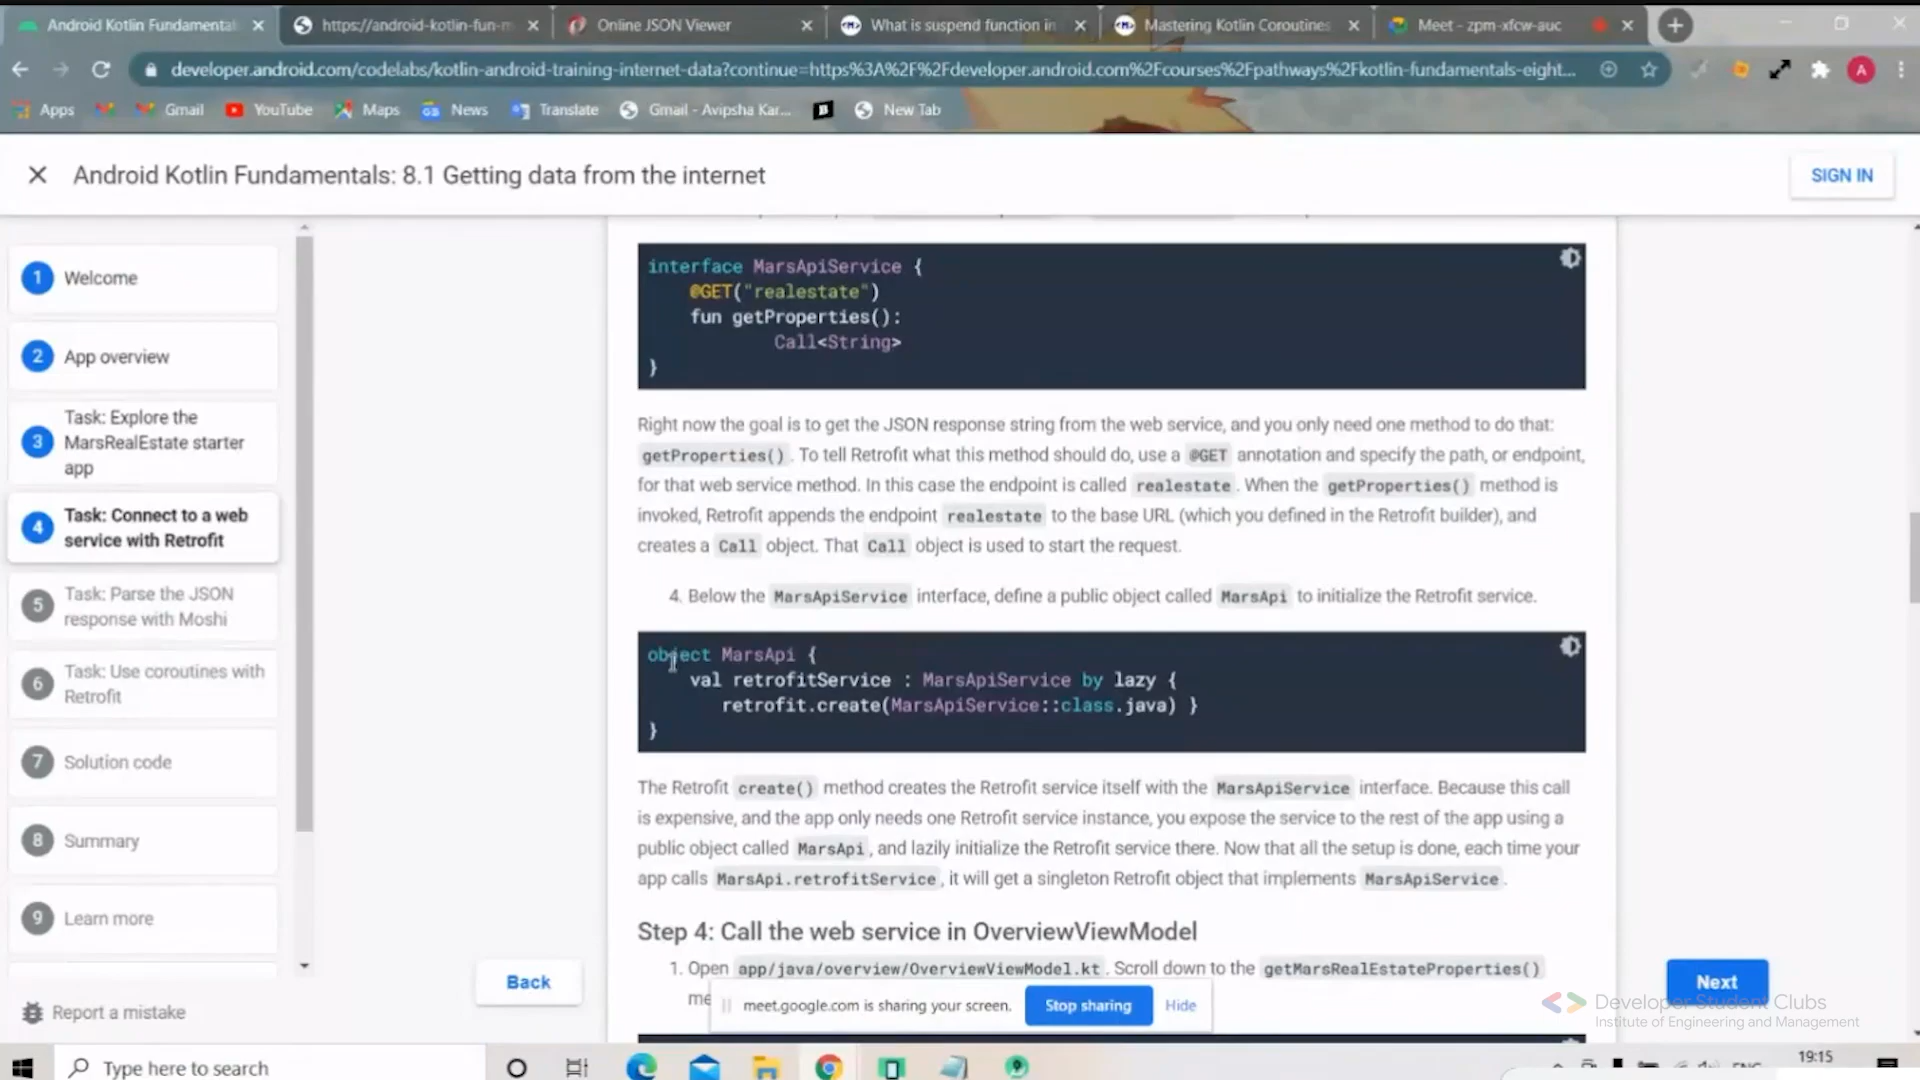 Android Kotlin Fundamental
https://android-kotlin-fun-m
Online JSON Viewer
What is suspend function in
Mastering Kotlin Coroutines
Meet - zpm-xfcw-auc
developer.android.com/codelabs/kotlin-android-training-internet-data?continue=https%3A%2F%2Fdeveloper.android.com%2Fcourses%2Fpathways%2Fkotlin-fundamentals-eight...
A
Apps
Gmail
YouTube
Maps
News
Translate
Gmail - Avipsha Kar...
New Tab
Android Kotlin Fundamentals: 8.1 Getting data from the internet
SIGN IN
1 Welcome
2 App overview
3 Task: Explore the
MarsRealEstate starter
app
4 Task: Connect to a web
service with Retrofit
5 Task: Parse the JSON
response with Moshi
6 Task: Use coroutines with
Retrofit
7 Solution code
8 Summary
9 Learn more
Report a mistake
interface MarsApiService {
@GET("realestate")
fun getProperties():
Call<String>
}
Right now the goal is to get the JSON response string from the web service, and you only need one method to do that:
getProperties() . To tell Retrofit what this method should do, use a @GET annotation and specify the path, or endpoint,
for that web service method. In this case the endpoint is called realestate . When the getProperties() method is
invoked, Retrofit appends the endpoint realestate to the base URL (which you defined in the Retrofit builder), and
creates a Call object. That Call object is used to start the request.
4. Below the MarsApiService interface, define a public object called MarsApi to initialize the Retrofit service.
object MarsApi {
val retrofitService : MarsApiService by lazy {
retrofit.create(MarsApiService::class.java) }
}
The Retrofit create() method creates the Retrofit service itself with the MarsApiService interface. Because this call
is expensive, and the app only needs one Retrofit service instance, you expose the service to the rest of the app using a
public object called MarsApi , and lazily initialize the Retrofit service there. Now that all the setup is done, each time your
app calls MarsApi.retrofitService , it will get a singleton Retrofit object that implements MarsApiService .
Step 4: Call the web service in OverviewViewModel
1. Open app/java/overview/OverviewViewModel.kt . Scroll down to the getMarsRealEstateProperties()
Back
Next
meet.google.com is sharing your screen.
Stop sharing
Hide
Developer Student Clubs
Institute of Engineering and Management
Type here to search
19:15